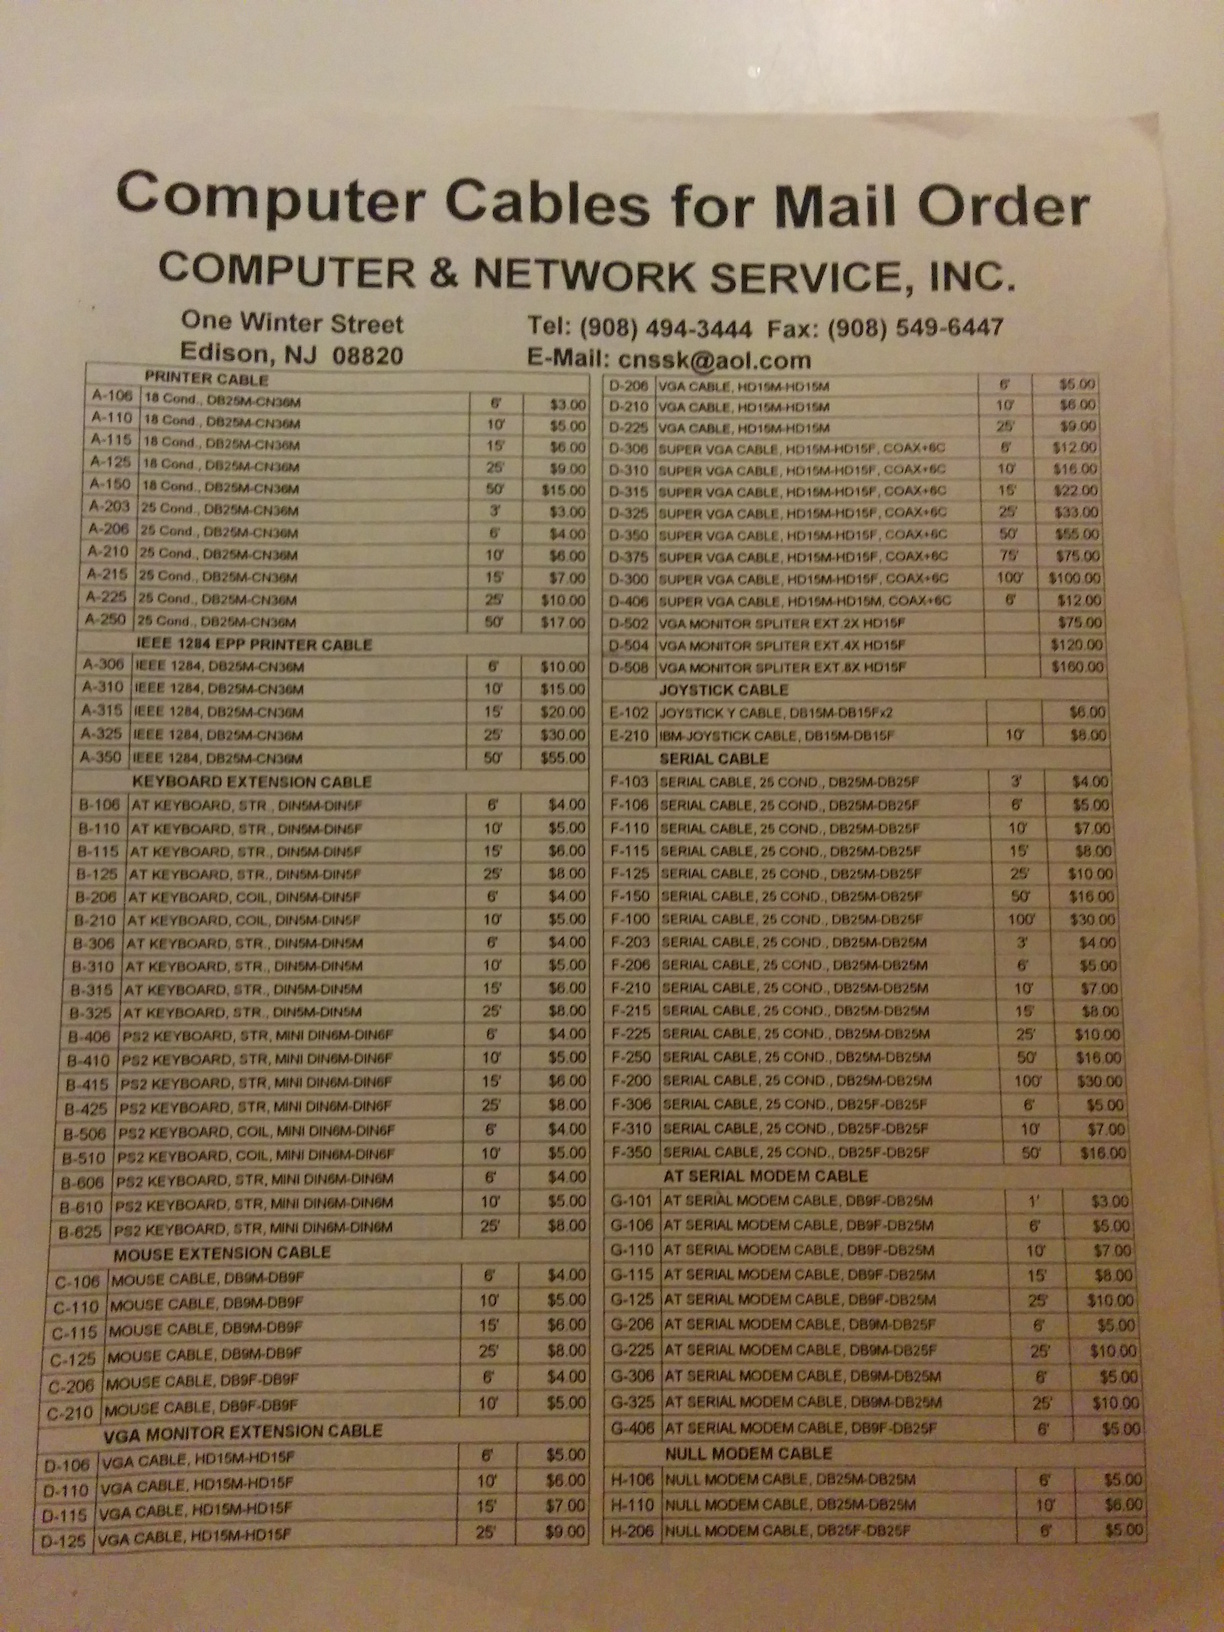 Computer Cables for Mail Order
COMPUTER & NETWORK SERVICE, INC.
One Winter Street
Edison, NJ 08820
Tel: (908) 494-3444 Fax: (908) 549-6447
E-Mail: cnssk@aol.com
PRINTER CABLE
A-106 18 Cond., DB25M-CN36M 6' $3.00
A-110 18 Cond., DB25M-CN36M 10' $5.00
A-115 18 Cond., DB25M-CN36M 15' $6.00
A-125 18 Cond., DB25M-CN36M 25' $9.00
A-150 18 Cond., DB25M-CN36M 50' $15.00
A-203 25 Cond., DB25M-CN36M 3' $3.00
A-206 25 Cond., DB25M-CN36M 6' $4.00
A-210 25 Cond., DB25M-CN36M 10' $6.00
A-215 25 Cond., DB25M-CN36M 15' $7.00
A-225 25 Cond., DB25M-CN36M 25' $10.00
A-250 25 Cond., DB25M-CN36M 50' $17.00
IEEE 1284 EPP PRINTER CABLE
A-306 IEEE 1284, DB25M-CN36M 6' $10.00
A-310 IEEE 1284, DB25M-CN36M 10' $15.00
A-315 IEEE 1284, DB25M-CN36M 15' $20.00
A-325 IEEE 1284, DB25M-CN36M 25' $30.00
A-350 IEEE 1284, DB25M-CN36M 50' $55.00
KEYBOARD EXTENSION CABLE
B-106 AT KEYBOARD, STR., DIN5M-DIN5F 6' $4.00
B-110 AT KEYBOARD, STR., DIN5M-DIN5F 10' $5.00
B-115 AT KEYBOARD, STR., DIN5M-DIN5F 15' $6.00
B-125 AT KEYBOARD, STR., DIN5M-DIN5F 25' $8.00
B-206 AT KEYBOARD, COIL, DIN5M-DIN5F 6' $4.00
B-210 AT KEYBOARD, COIL, DIN5M-DIN5F 10' $5.00
B-306 AT KEYBOARD, STR., DIN5M-DIN5M 6' $4.00
B-310 AT KEYBOARD, STR., DIN5M-DIN5M 10' $5.00
B-315 AT KEYBOARD, STR., DIN5M-DIN5M 15' $6.00
B-325 AT KEYBOARD, STR., DIN5M-DIN5M 25' $8.00
B-406 PS2 KEYBOARD, STR, MINI DIN6M-DIN6F 6' $4.00
B-410 PS2 KEYBOARD, STR, MINI DIN6M-DIN6F 10' $5.00
B-415 PS2 KEYBOARD, STR, MINI DIN6M-DIN6F 15' $6.00
B-425 PS2 KEYBOARD, STR, MINI DIN6M-DIN6F 25' $8.00
B-506 PS2 KEYBOARD, COIL, MINI DIN6M-DIN6F 6' $4.00
B-510 PS2 KEYBOARD, COIL, MINI DIN6M-DIN6F 10' $5.00
B-606 PS2 KEYBOARD, STR, MINI DIN6M-DIN6M 6' $4.00
B-610 PS2 KEYBOARD, STR, MINI DIN6M-DIN6M 10' $5.00
B-625 PS2 KEYBOARD, STR, MINI DIN6M-DIN6M 25' $8.00
MOUSE EXTENSION CABLE
C-106 MOUSE CABLE, DB9M-DB9F 6' $4.00
C-110 MOUSE CABLE, DB9M-DB9F 10' $5.00
C-115 MOUSE CABLE, DB9M-DB9F 15' $6.00
C-125 MOUSE CABLE, DB9M-DB9F 25' $8.00
C-206 MOUSE CABLE, DB9F-DB9F 6' $4.00
C-210 MOUSE CABLE, DB9F-DB9F 10' $5.00
VGA MONITOR EXTENSION CABLE
D-106 VGA CABLE, HD15M-HD15F 6' $5.00
D-110 VGA CABLE, HD15M-HD15F 10' $6.00
D-115 VGA CABLE, HD15M-HD15F 15' $7.00
D-125 VGA CABLE, HD15M-HD15F 25' $9.00
D-206 VGA CABLE, HD15M-HD15M 6' $5.00
D-210 VGA CABLE, HD15M-HD15M 10' $6.00
D-225 VGA CABLE, HD15M-HD15M 25' $9.00
D-306 SUPER VGA CABLE, HD15M-HD15F, COAX+6C 6' $12.00
D-310 SUPER VGA CABLE, HD15M-HD15F, COAX+6C 10' $16.00
D-315 SUPER VGA CABLE, HD15M-HD15F, COAX+6C 15' $22.00
D-325 SUPER VGA CABLE, HD15M-HD15F, COAX+6C 25' $33.00
D-350 SUPER VGA CABLE, HD15M-HD15F, COAX+6C 50' $55.00
D-375 SUPER VGA CABLE, HD15M-HD15F, COAX+6C 75' $75.00
D-300 SUPER VGA CABLE, HD15M-HD15F, COAX+6C 100' $100.00
D-406 SUPER VGA CABLE, HD15M-HD15M, COAX+6C 6' $12.00
D-502 VGA MONITOR SPLITER EXT.2X HD15F $75.00
D-504 VGA MONITOR SPLITER EXT.4X HD15F $120.00
D-508 VGA MONITOR SPLITER EXT.8X HD15F $160.00
JOYSTICK CABLE
E-102 JOYSTICK Y CABLE, DB15M-DB15Fx2 $6.00
E-210 IBM-JOYSTICK CABLE, DB15M-DB15F 10' $8.00
SERIAL CABLE
F-103 SERIAL CABLE, 25 COND., DB25M-DB25F 3' $4.00
F-106 SERIAL CABLE, 25 COND., DB25M-DB25F 6' $5.00
F-110 SERIAL CABLE, 25 COND., DB25M-DB25F 10' $7.00
F-115 SERIAL CABLE, 25 COND., DB25M-DB25F 15' $8.00
F-125 SERIAL CABLE, 25 COND., DB25M-DB25F 25' $10.00
F-150 SERIAL CABLE, 25 COND., DB25M-DB25F 50' $16.00
F-100 SERIAL CABLE, 25 COND., DB25M-DB25F 100' $30.00
F-203 SERIAL CABLE, 25 COND., DB25M-DB25M 3' $4.00
F-206 SERIAL CABLE, 25 COND., DB25M-DB25M 6' $5.00
F-210 SERIAL CABLE, 25 COND., DB25M-DB25M 10' $7.00
F-215 SERIAL CABLE, 25 COND., DB25M-DB25M 15' $8.00
F-225 SERIAL CABLE, 25 COND., DB25M-DB25M 25' $10.00
F-250 SERIAL CABLE, 25 COND., DB25M-DB25M 50' $16.00
F-200 SERIAL CABLE, 25 COND., DB25M-DB25M 100' $30.00
F-306 SERIAL CABLE, 25 COND., DB25F-DB25F 6' $5.00
F-310 SERIAL CABLE, 25 COND., DB25F-DB25F 10' $7.00
F-350 SERIAL CABLE, 25 COND., DB25F-DB25F 50' $16.00
AT SERIAL MODEM CABLE
G-101 AT SERIAL MODEM CABLE, DB9F-DB25M 1' $3.00
G-106 AT SERIAL MODEM CABLE, DB9F-DB25M 6' $5.00
G-110 AT SERIAL MODEM CABLE, DB9F-DB25M 10' $7.00
G-115 AT SERIAL MODEM CABLE, DB9F-DB25M 15' $8.00
G-125 AT SERIAL MODEM CABLE, DB9F-DB25M 25' $10.00
G-206 AT SERIAL MODEM CABLE, DB9M-DB25F 6' $5.00
G-225 AT SERIAL MODEM CABLE, DB9M-DB25F 25' $10.00
G-306 AT SERIAL MODEM CABLE, DB9M-DB25M 6' $5.00
G-325 AT SERIAL MODEM CABLE, DB9M-DB25M 25' $10.00
G-406 AT SERIAL MODEM CABLE, DB9F-DB25F 6' $5.00
NULL MODEM CABLE
H-106 NULL MODEM CABLE, DB25M-DB25M 6' $5.00
H-110 NULL MODEM CABLE, DB25M-DB25M 10' $6.00
H-206 NULL MODEM CABLE, DB25F-DB25F 6' $5.00